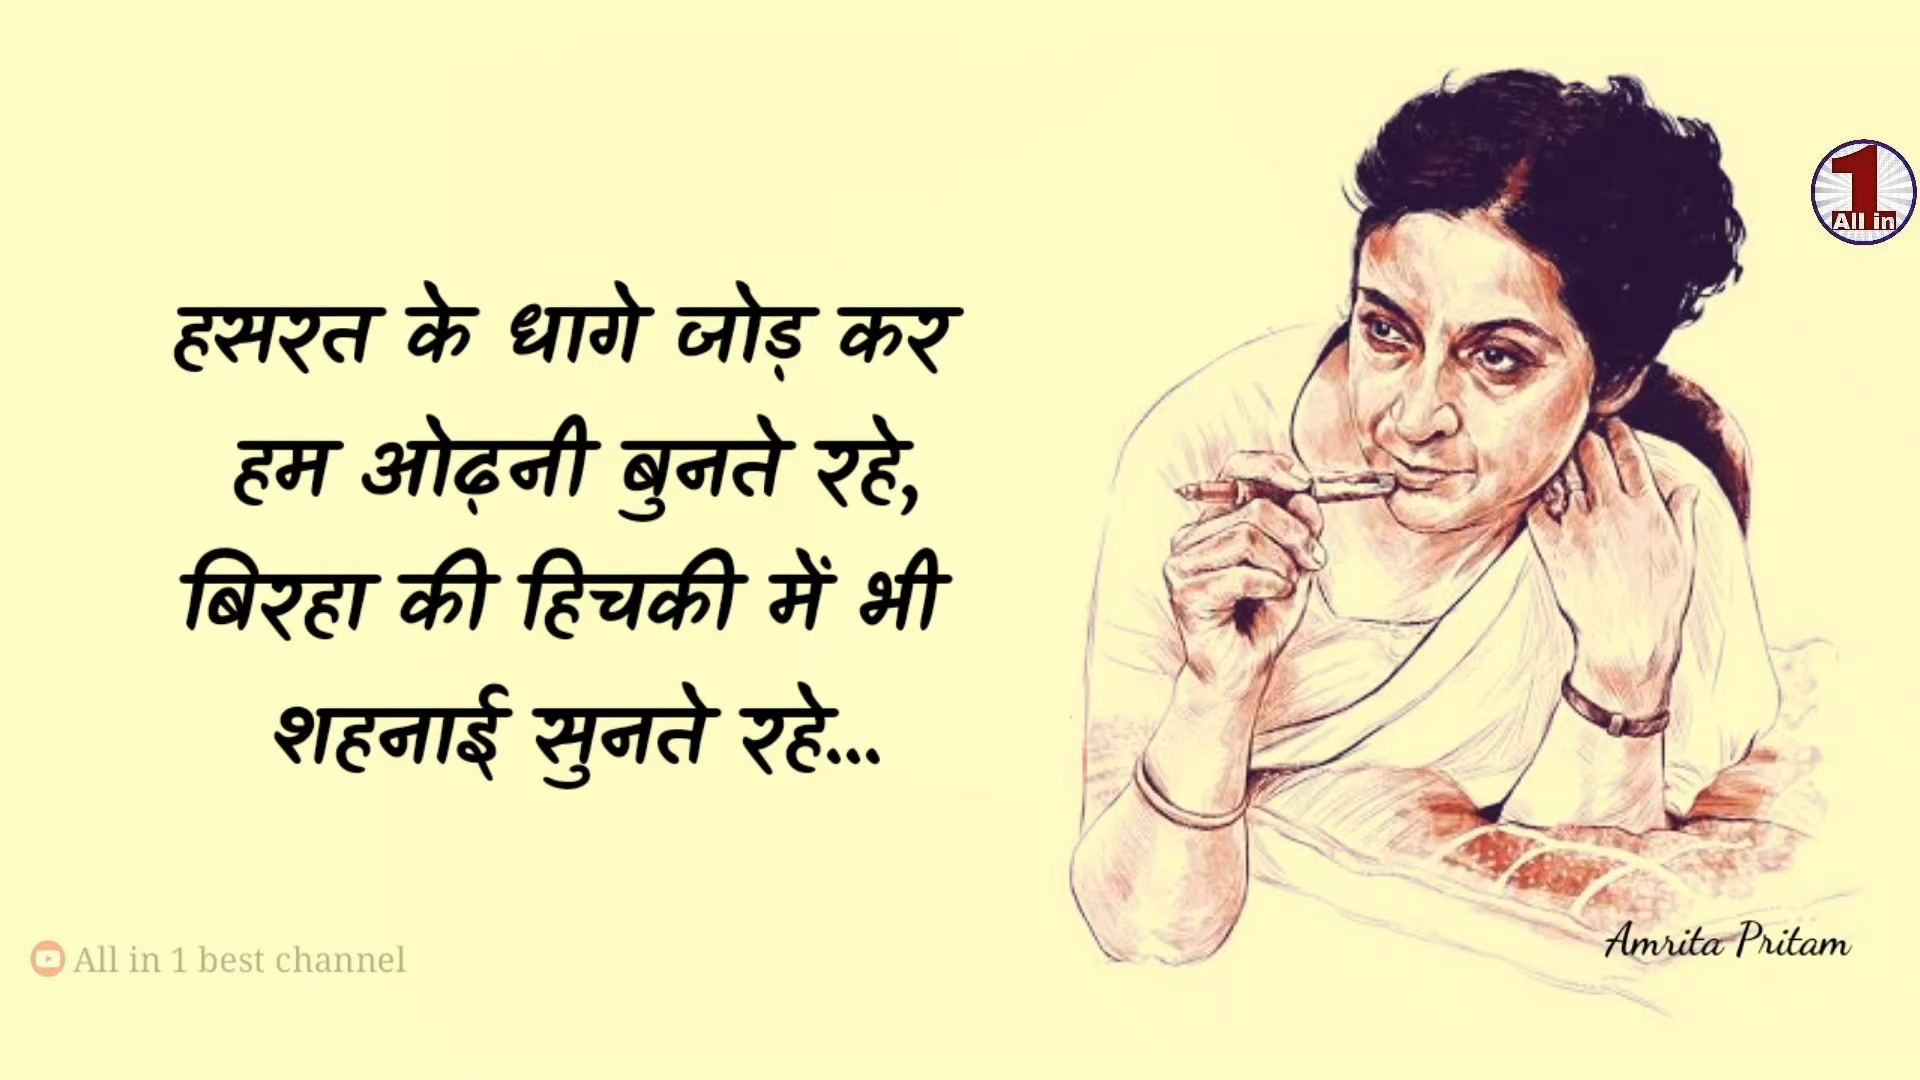 हसरत के धागे जोड़ कर
हम ओढ़नी बुनते रहे,
बिरहा की हिचकी में भी
शहनाई सुनते रहे...
1
All in
Amrita Pritam
All in 1 best channel